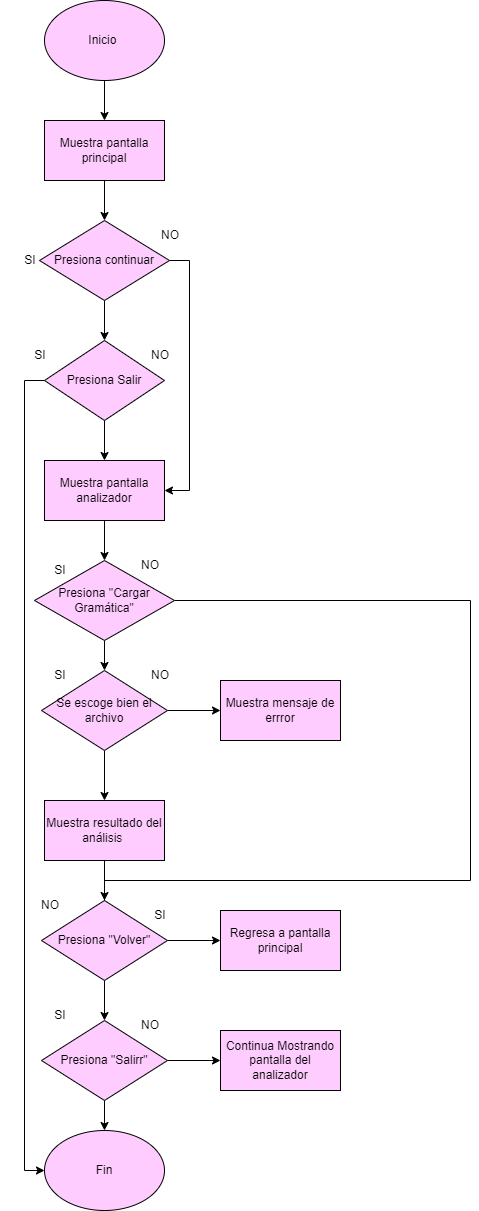 Inicio
Muestra pantalla
principal
NO
SI
Presiona continuar
SI
NO
Presiona Salir
Muestra pantalla
analizador
SI
NO
Presiona "Cargar
Gramática"
SI
NO
Se escoge bien el
archivo
Muestra mensaje de
errror
Muestra resultado del
análisis
NO
SI
Presiona "Volver"
Regresa a pantalla
principal
SI
NO
Presiona "Salirr"
Continua Mostrando
pantalla del
analizador
Fin